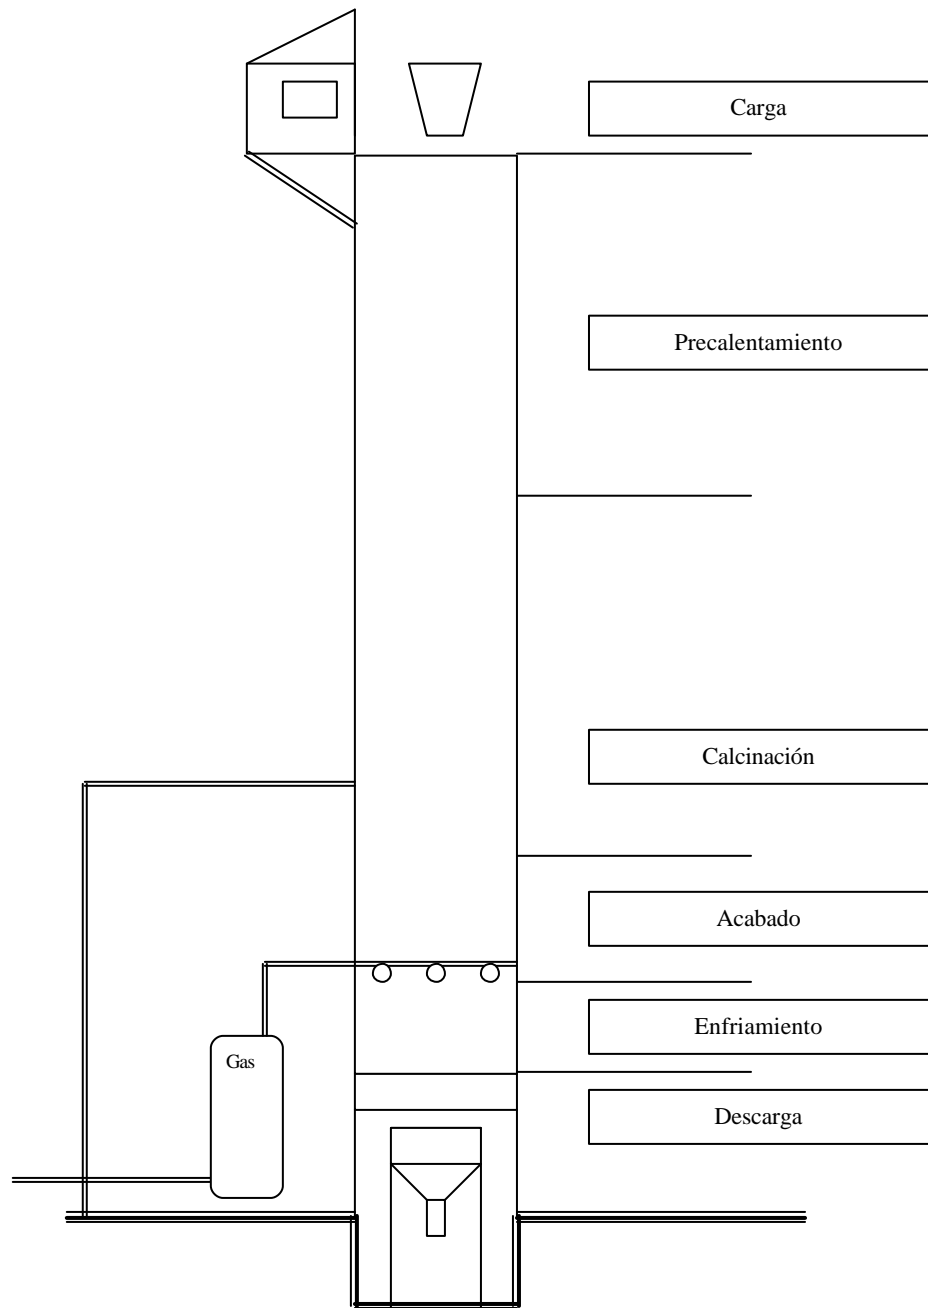 Carga
Precalentamiento
Calcinación
Acabado
Enfriamiento
Gas
Descarga